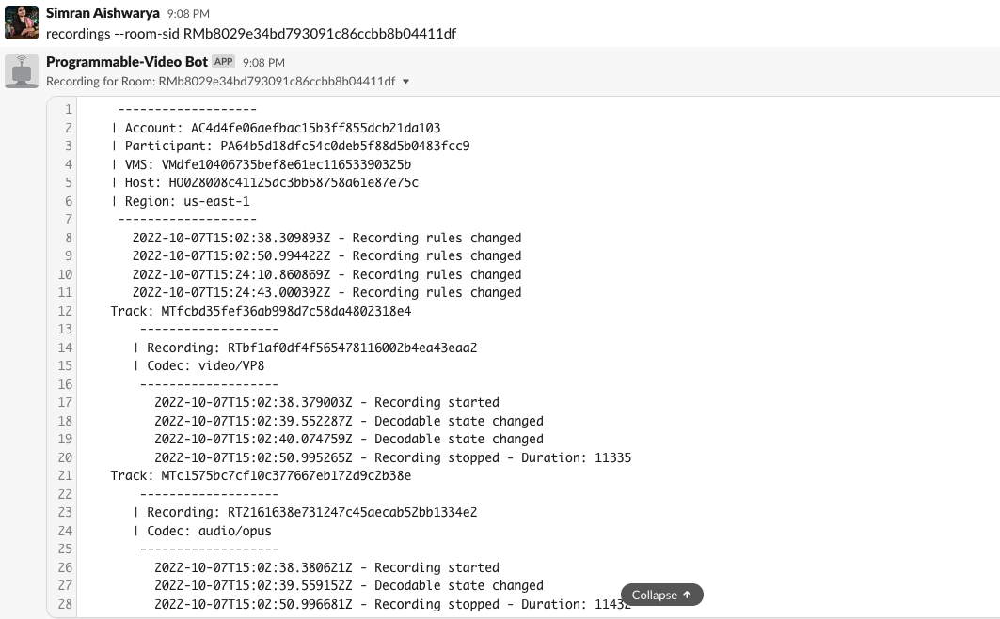 Simran Aishwarya 9:08 PM
recordings --room-sid RMb8029e34bd793091c86ccbb8b04411df
Programmable-Video Bot APP 9:08 PM
Recording for Room: RMb8029e34bd793091c86ccbb8b04411df
1 -------------------
2 | Account: AC4d4fe06aefbac15b3ff855dcb21da103
3 | Participant: PA64b5d18dfc54c0deb5f88d5b0483fcc9
4 | VMS: VMdfe10406735bef8e61ec11653390325b
5 | Host: HO028008c41125dc3bb58758a61e87e75c
6 | Region: us-east-1
7 -------------------
8 2022-10-07T15:02:38.309893Z - Recording rules changed
9 2022-10-07T15:02:50.994422Z - Recording rules changed
10 2022-10-07T15:24:10.860869Z - Recording rules changed
11 2022-10-07T15:24:43.000392Z - Recording rules changed
12 Track: MTfcbd35fef36ab998d7c58da4802318e4
13 -------------------
14 | Recording: RTbf1af0df4f565478116002b4ea43eaa2
15 | Codec: video/VP8
16 -------------------
17 2022-10-07T15:02:38.379003Z - Recording started
18 2022-10-07T15:02:39.552287Z - Decodable state changed
19 2022-10-07T15:02:40.074759Z - Decodable state changed
20 2022-10-07T15:02:50.995265Z - Recording stopped - Duration: 11335
21 Track: MTc1575bc7cf10c377667eb172d9c2b38e
22 -------------------
23 | Recording: RT2161638e731247c45aecab52bb1334e2
24 | Codec: audio/opus
25 -------------------
26 2022-10-07T15:02:38.380621Z - Recording started
27 2022-10-07T15:02:39.559152Z - Decodable state changed
Collapse ↑
28 2022-10-07T15:02:50.996681Z - Recording stopped - Duration: 11432